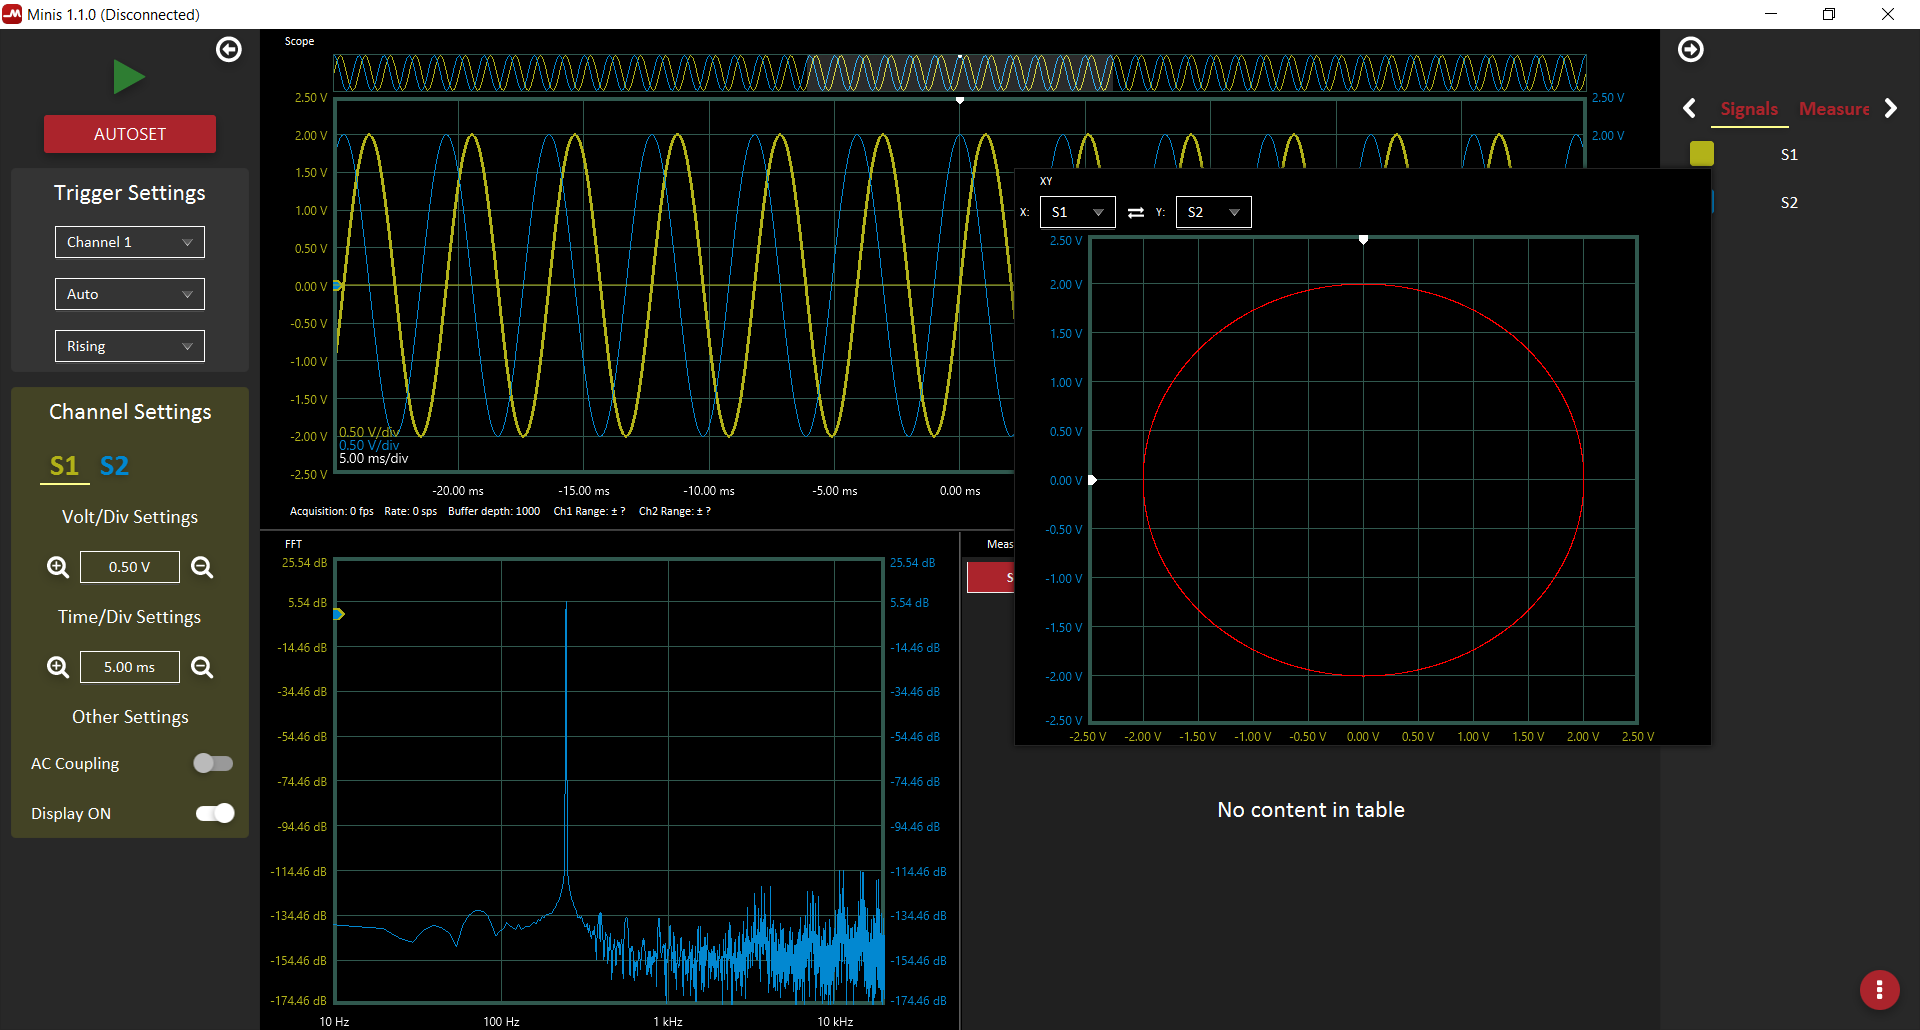 Minis 1.1.0 (Disconnected)
AUTOSET
Trigger Settings
Channel 1
Auto
Rising
Channel Settings
S1 S2
Volt/Div Settings
0.50 V
Time/Div Settings
5.00 ms
Other Settings
AC Coupling
Display ON
Scope
2.50 V
2.00 V
1.50 V
1.00 V
0.50 V
0.00 V
-0.50 V
-1.00 V
-1.50 V
-2.00 V
-2.50 V
2.50 V
2.00 V
0.50 V/div
0.50 V/div
5.00 ms/div
-20.00 ms -15.00 ms -10.00 ms -5.00 ms 0.00 ms
Acquisition: 0 fps Rate: 0 sps Buffer depth: 1000 Ch1 Range: ± ? Ch2 Range: ± ?
FFT
25.54 dB
5.54 dB
-14.46 dB
-34.46 dB
-54.46 dB
-74.46 dB
-94.46 dB
-114.46 dB
-134.46 dB
-154.46 dB
-174.46 dB
25.54 dB
5.54 dB
-14.46 dB
-34.46 dB
-54.46 dB
-74.46 dB
-94.46 dB
-114.46 dB
-134.46 dB
-154.46 dB
-174.46 dB
10 Hz 100 Hz 1 kHz 10 kHz
Meas
S
XY
X: S1 Y: S2
2.50 V
2.00 V
1.50 V
1.00 V
0.50 V
0.00 V
-0.50 V
-1.00 V
-1.50 V
-2.00 V
-2.50 V
-2.50 V -2.00 V -1.50 V -1.00 V -0.50 V 0.00 V 0.50 V 1.00 V 1.50 V 2.00 V 2.50 V
No content in table
Signals Measure
S1
S2